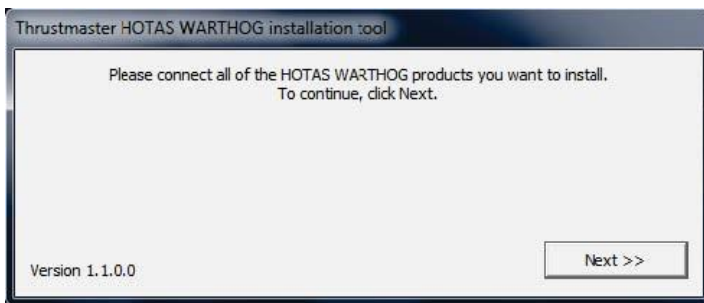 Thrustmaster HOTAS WARTHOG installation tool
Please connect all of the HOTAS WARTHOG products you want to install.
To continue, click Next.
Next >>
Version 1.1.0.0